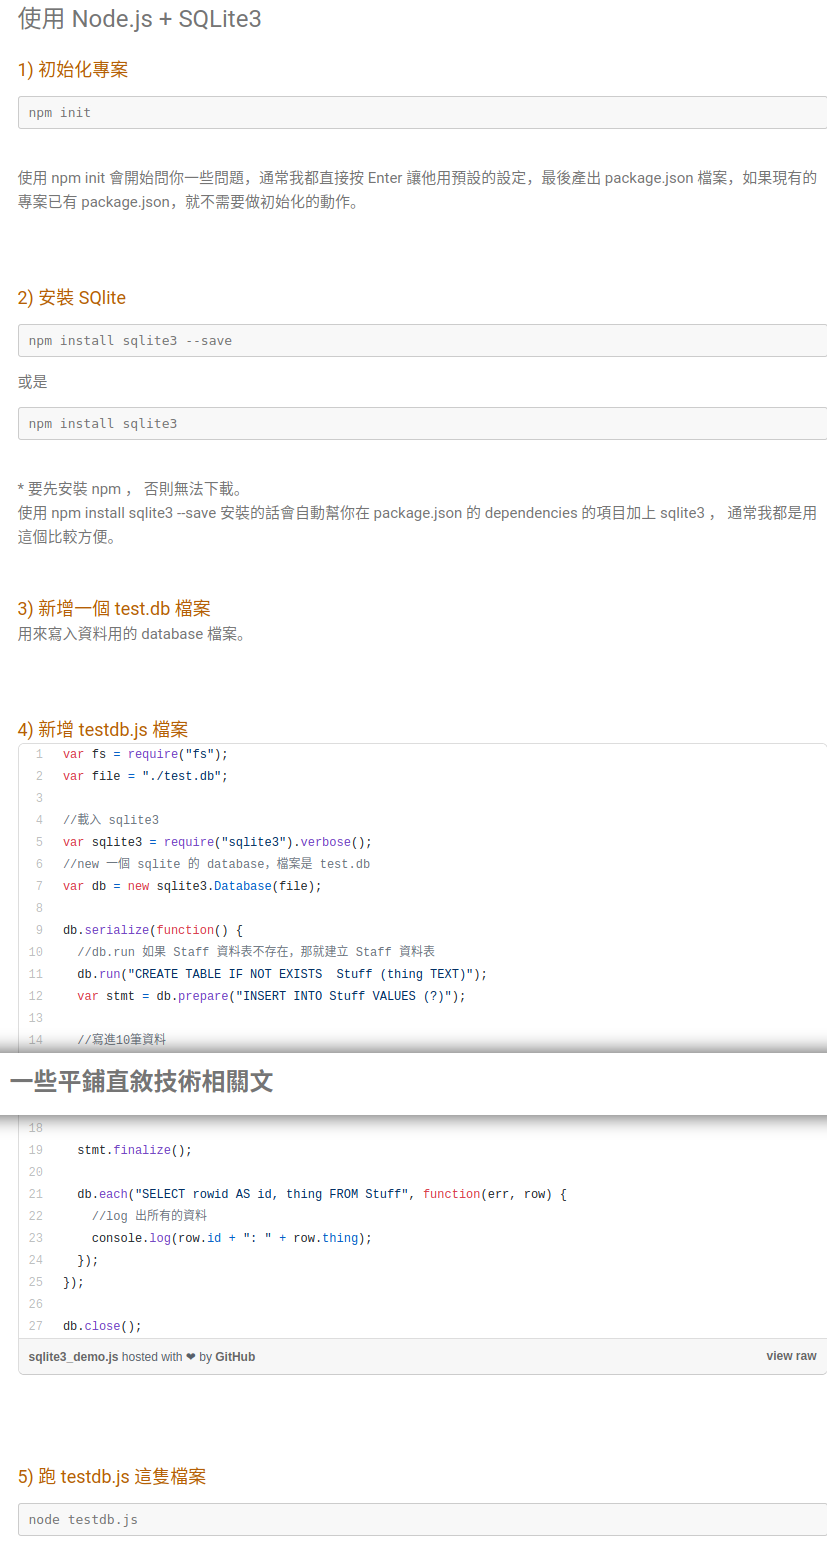 使用 Node.js + SQLite3
1) 初始化專案
npm init
使用 npm init 會開始問你一些問題，通常我都直接按 Enter 讓他用預設的設定，最後產出 package.json 檔案，如果現有的
專案已有 package.json，就不需要做初始化的動作。
2) 安裝 SQlite
npm install sqlite3 --save
或是
npm install sqlite3
* 要先安裝 npm ， 否則無法下載。
使用 npm install sqlite3 --save 安裝的話會自動幫你在 package.json 的 dependencies 的項目加上 sqlite3 ， 通常我都是用
這個比較方便。
3) 新增一個 test.db 檔案
用來寫入資料用的 database 檔案。
4) 新增 testdb.js 檔案
1 var fs = require("fs");
2 var file = "./test.db";
3
4 //載入 sqlite3
5 var sqlite3 = require("sqlite3").verbose();
6 //new 一個 sqlite 的 database，檔案是 test.db
7 var db = new sqlite3.Database(file);
8
9 db.serialize(function() {
10 //db.run 如果 Staff 資料表不存在，那就建立 Staff 資料表
11 db.run("CREATE TABLE IF NOT EXISTS  Stuff (thing TEXT)");
12 var stmt = db.prepare("INSERT INTO Stuff VALUES (?)");
13
14 //寫進10筆資料
一些平鋪直敘技術相關文
18
19 stmt.finalize();
20
21 db.each("SELECT rowid AS id, thing FROM Stuff", function(err, row) {
22 //log 出所有的資料
23 console.log(row.id + ": " + row.thing);
24 });
25 });
26
27 db.close();
sqlite3_demo.js hosted with ❤ by GitHub view raw
5) 跑 testdb.js 這隻檔案
node testdb.js